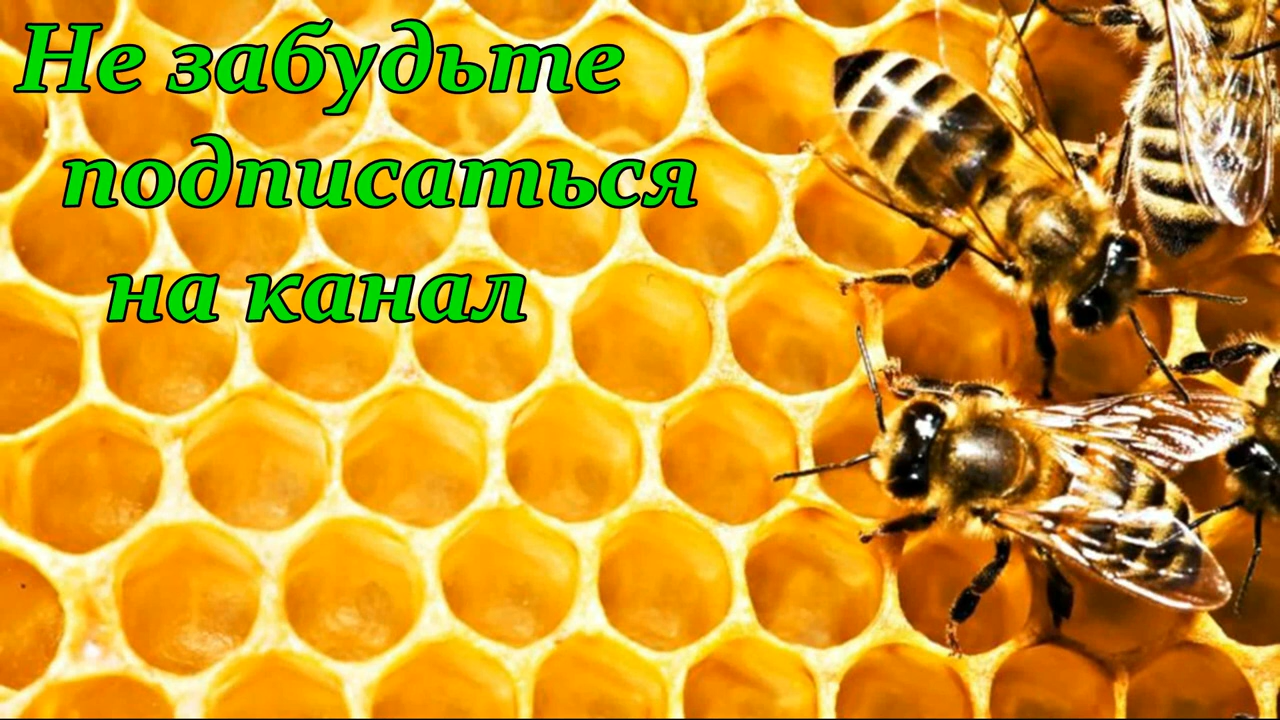 Не забудьте
подписаться
на канал